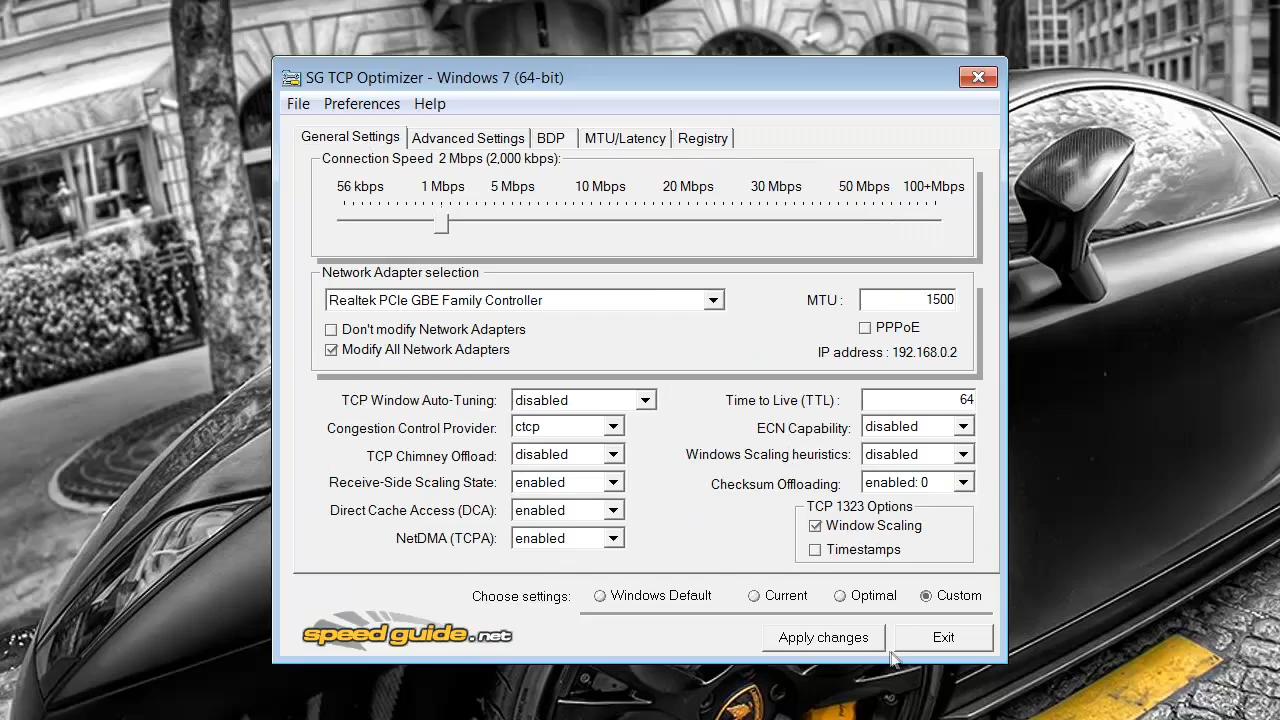 SG TCP Optimizer - Windows 7 (64-bit)
File Preferences Help
General Settings Advanced Settings BDP MTU/Latency Registry
Connection Speed 2 Mbps (2,000 kbps):
56 kbps 1 Mbps 5 Mbps 10 Mbps 20 Mbps 30 Mbps 50 Mbps 100+Mbps
Network Adapter selection
Realtek PCIe GBE Family Controller MTU : 1500
Don't modify Network Adapters PPPoE
Modify All Network Adapters IP address : 192.168.0.2
TCP Window Auto-Tuning: disabled Time to Live (TTL) : 64
Congestion Control Provider: ctcp ECN Capability: disabled
TCP Chimney Offload: disabled Windows Scaling heuristics: disabled
Receive-Side Scaling State: enabled Checksum Offloading: enabled: 0
Direct Cache Access (DCA): enabled TCP 1323 Options
Window Scaling
NetDMA (TCPA): enabled Timestamps
Choose settings: Windows Default Current Optimal Custom
speed guide.net Apply changes Exit